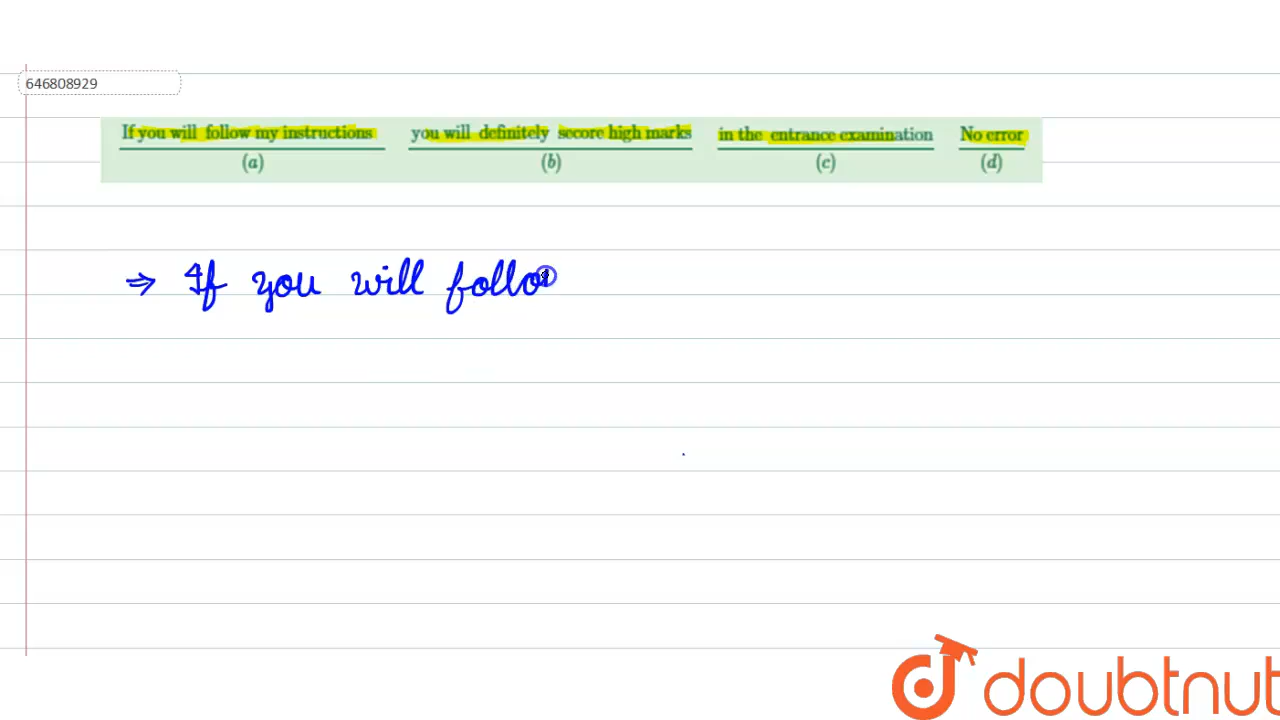 646808929
If you will follow my instructions you will definitely secore high marks in the entrance examination No error
(a) (b) (c) (d)
⇒ If you will follo
doubtnut